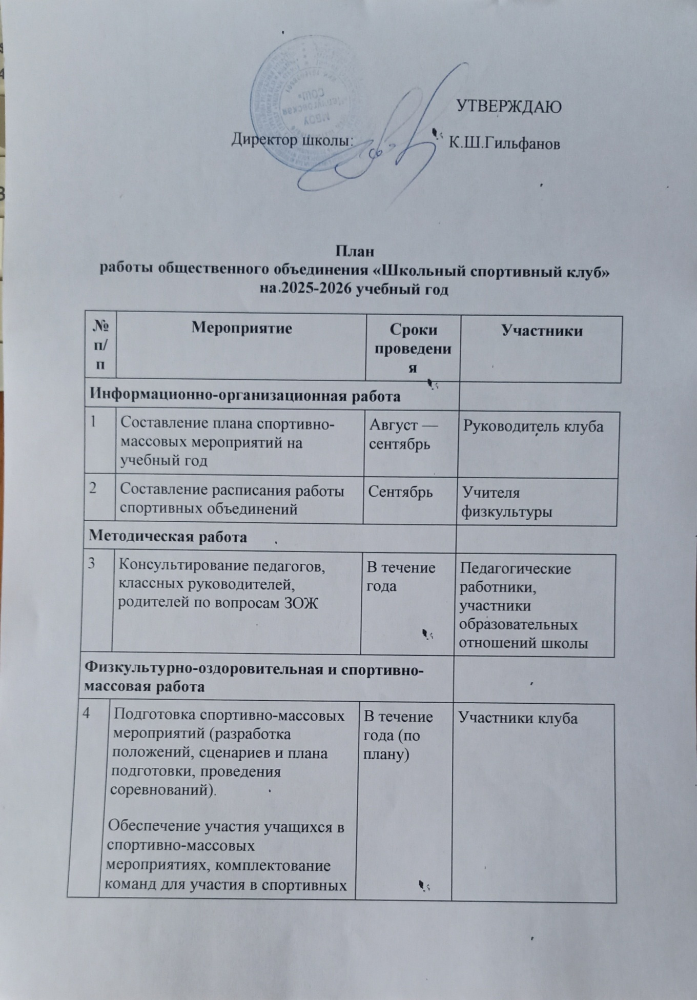 УТВЕРЖДАЮ
Директор школы: К.Ш.Гильфанов
МБОУ
СОШ»
План
работы общественного объединения «Школьный спортивный клуб»
на 2025-2026 учебный год
№ Мероприятие Сроки Участники
п/ проведени
п я
Информационно-организационная работа
1 Составление плана спортивно- Август — Руководитель клуба
массовых мероприятий на сентябрь
учебный год
2 Составление расписания работы Сентябрь Учителя
спортивных объединений физкультуры
Методическая работа
3 Консультирование педагогов, В течение Педагогические
классных руководителей, года работники,
родителей по вопросам ЗОЖ участники
образовательных
отношений школы
Физкультурно-оздоровительная и спортивно-
массовая работа
4 Подготовка спортивно-массовых В течение Участники клуба
мероприятий (разработка года (по
положений, сценариев и плана плану)
подготовки, проведения
соревнований).
Обеспечение участия учащихся в
спортивно-массовых
мероприятиях, комплектование
команд для участия в спортивных